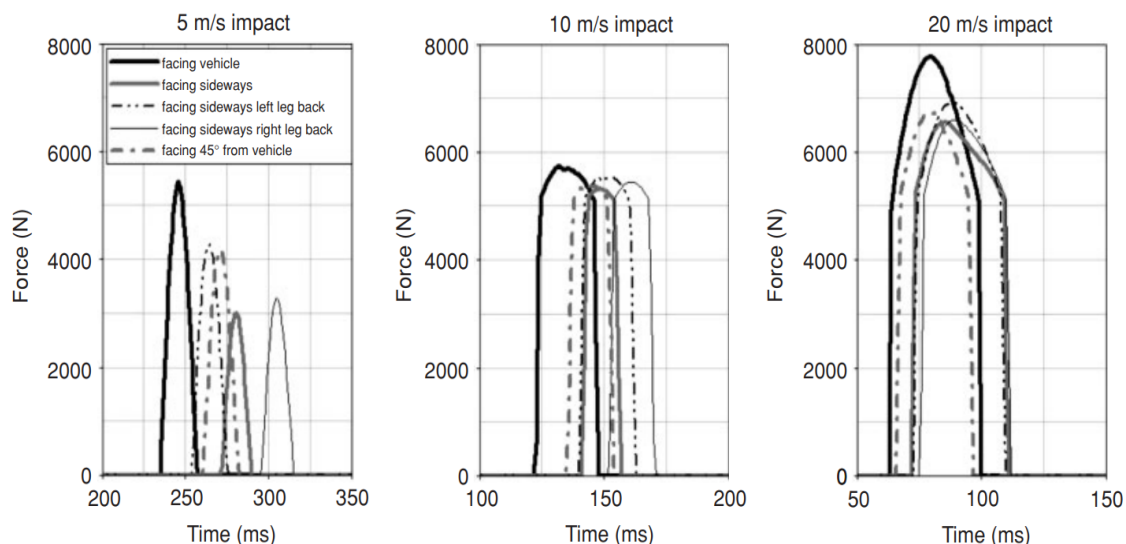 5 m/s impact
8000
6000
4000
2000
0
Force (N)
facing vehicle
facing sideways
facing sideways left leg back
facing sideways right leg back
facing 45° from vehicle
200
250
300
350
Time (ms)
10 m/s impact
8000
6000
4000
2000
0
Force (N)
100
150
200
Time (ms)
20 m/s impact
8000
6000
4000
2000
0
Force (N)
50
100
150
Time (ms)